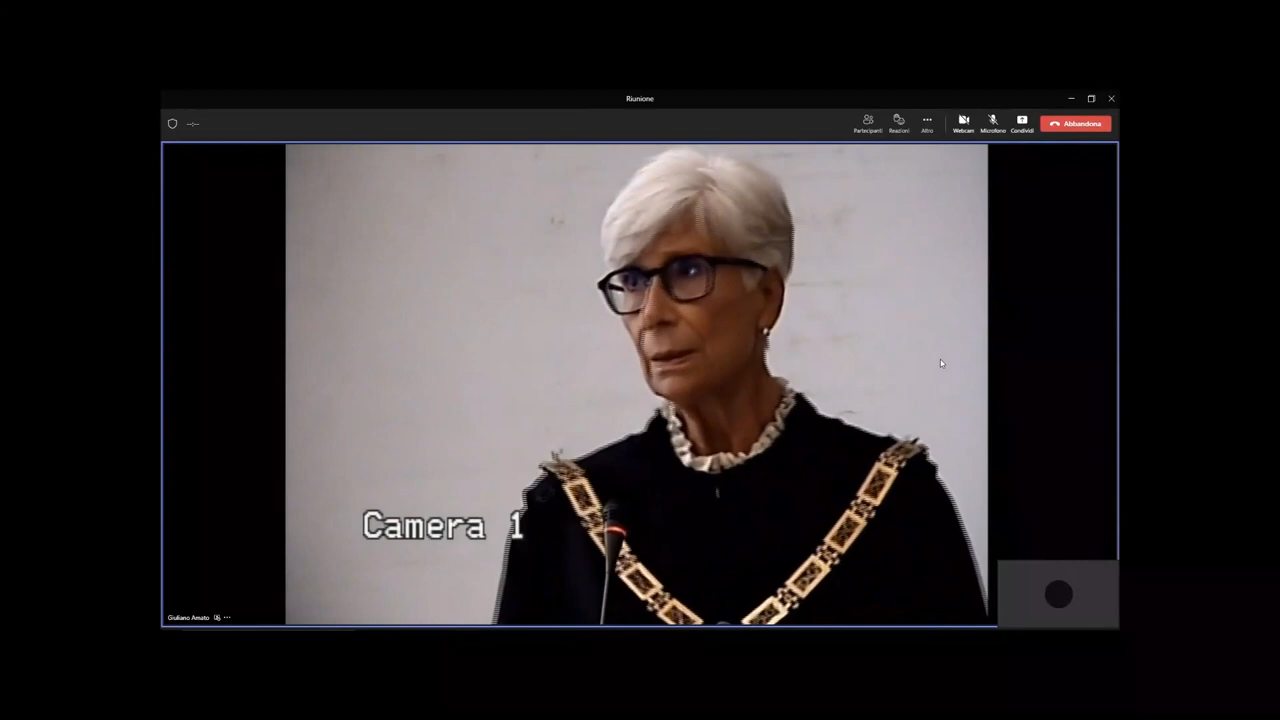 Riunione
Partecipanti Reazioni Altro Webcam Microfono Condividi Abbandona
Camera 1
Giuliano Amato